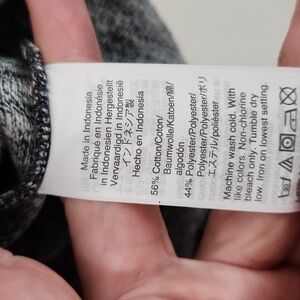 Made in Indonesia
Fabriqué en Indonésie
In Indonesien Hergestellt
Vervaardigd in Indonesië
インドネシア製
Hecho en Indonesia
56% Cotton/Coton/
Baumwolle/Katoen/綿/
algodón
44% Polyester/Polyester/
Polyester/Polyester/ポリ
エステル/poliéster
Machine wash cold. With
like colors. Non-chlorine
bleach only. Tumble dry
low. Iron on lowest setting.